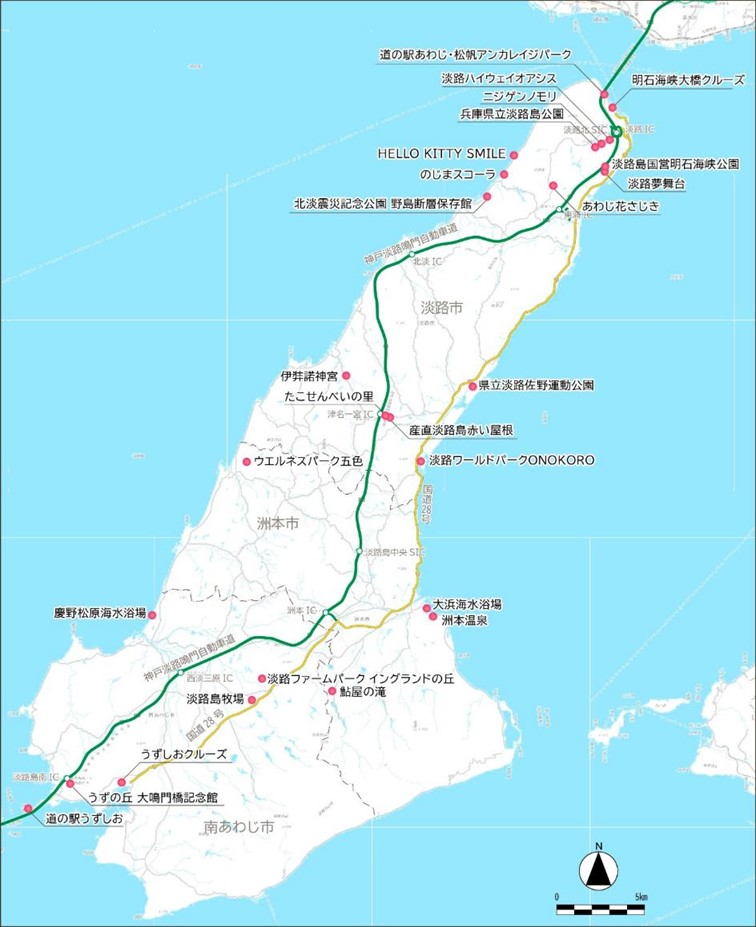 道の駅あわじ・松帆アンカレイジパーク
淡路ハイウェイオアシス
明石海峡大橋クルーズ
ニジゲンノモリ
兵庫県立淡路島公園
淡路北SIC
淡路IC
HELLO KITTY SMILE
淡路島国営明石海峡公園
のじまスコーラ
淡路夢舞台
北淡震災記念公園 野島断層保存館
あわじ花さじき
東浦IC
神戸淡路鳴門自動車道
北淡IC
淡路市
伊弉諾神宮
県立淡路佐野運動公園
たこせんべいの里
津名一宮IC
産直淡路島赤い屋根
ウエルネスパーク五色
淡路ワールドパークONOKORO
国道28号
洲本市
淡路島中央SIC
大浜海水浴場
慶野松原海水浴場
洲本IC
洲本温泉
神戸淡路鳴門自動車道
西淡三原IC
淡路ファームパーク イングランドの丘
鮎屋の滝
淡路島牧場
国道28号
うずしおクルーズ
淡路島南IC
うずの丘 大鳴門橋記念館
道の駅うずしお
南あわじ市
N
0 5km